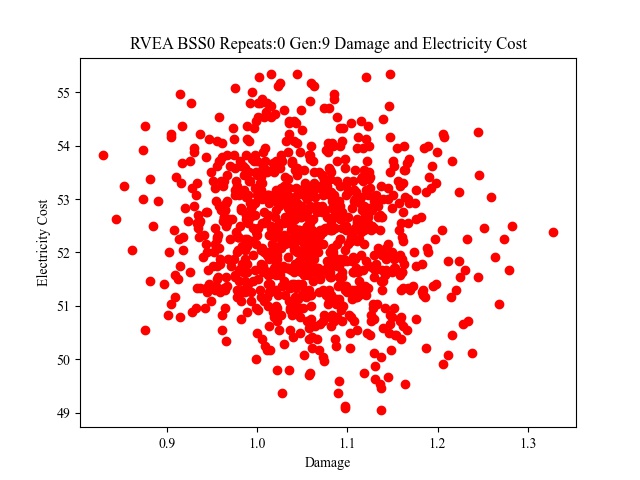 RVEA BSS0 Repeats:0 Gen:9 Damage and Electricity Cost
Electricity Cost
55
54
53
52
51
50
49
0.9 1.0 1.1 1.2 1.3
Damage